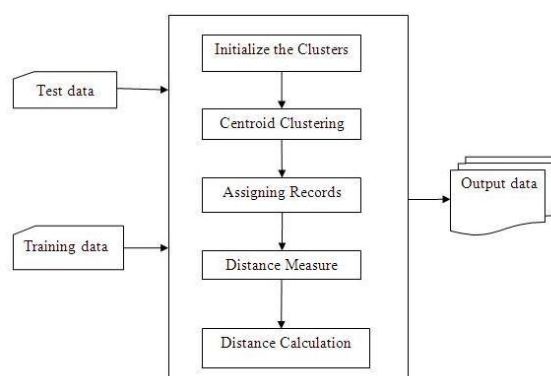 Initialize the Clusters
Test data
Centroid Clustering
Assigning Records
Output data
Training data
Distance Measure
Distance Calculation